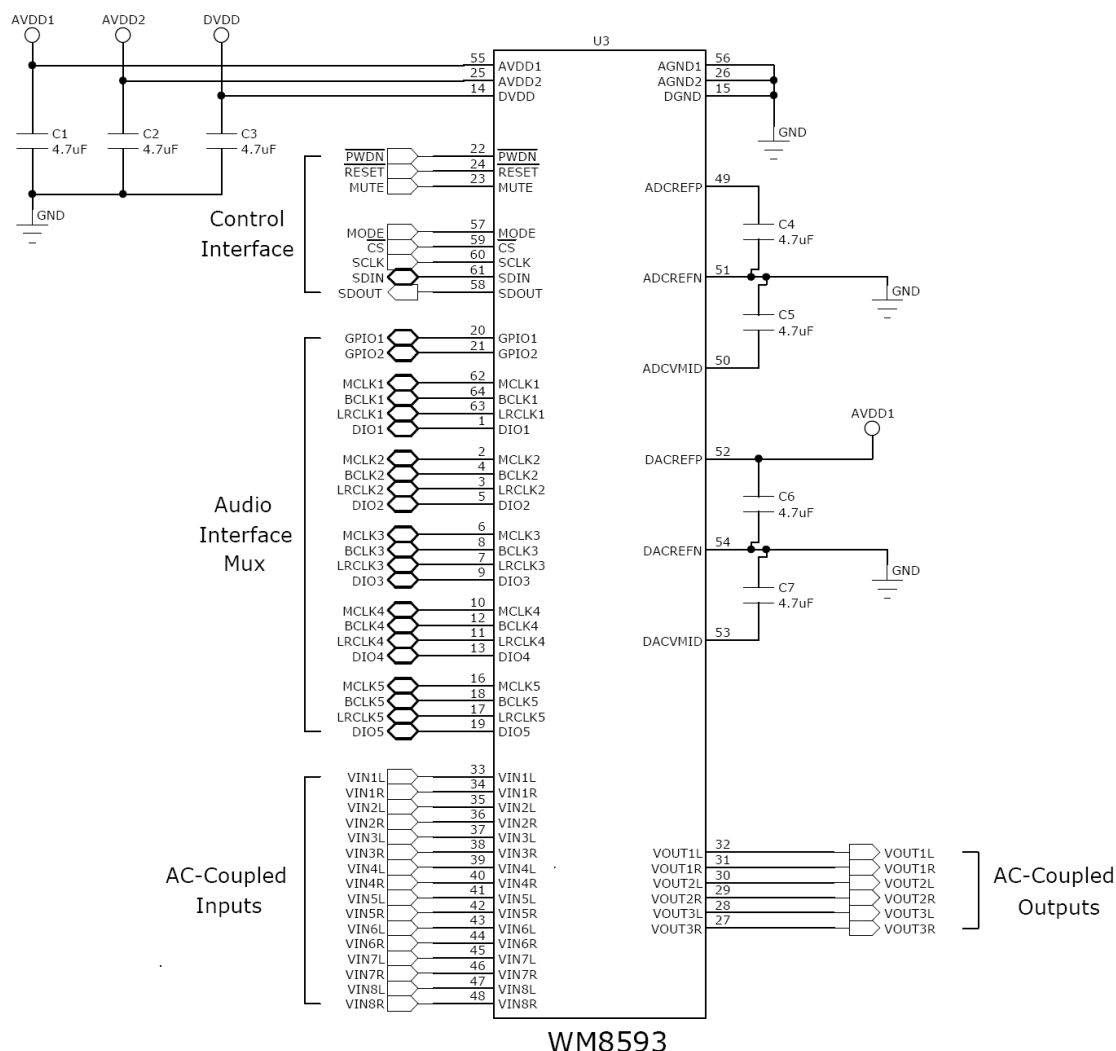 AVDD1 AVDD2 DVDD
U3
55 AVDD1 AGND1 56
25 AVDD2 AGND2 26
14 DVDD DGND 15
C1 4.7uF
C2 4.7uF
C3 4.7uF
GND
GND
Control
Interface
PWDN 22 PWDN
RESET 24 RESET
MUTE 23 MUTE
MODE 57 MODE
CS 59 CS
SCLK 60 SCLK
SDIN 61 SDIN
SDOUT 58 SDOUT
ADCREFP 49
C4
4.7uF
ADCREFN 51
GND
C5
4.7uF
ADCVMID 50
Audio
Interface
Mux
GPIO1 20 GPIO1
GPIO2 21 GPIO2
MCLK1 62 MCLK1
BCLK1 64 BCLK1
LRCLK1 63 LRCLK1
DIO1 1 DIO1
MCLK2 2 MCLK2
BCLK2 4 BCLK2
LRCLK2 3 LRCLK2
DIO2 5 DIO2
MCLK3 6 MCLK3
BCLK3 8 BCLK3
LRCLK3 7 LRCLK3
DIO3 9 DIO3
MCLK4 10 MCLK4
BCLK4 12 BCLK4
LRCLK4 11 LRCLK4
DIO4 13 DIO4
MCLK5 16 MCLK5
BCLK5 18 BCLK5
LRCLK5 17 LRCLK5
DIO5 19 DIO5
AVDD1
DACREFP 52
C6
4.7uF
DACREFN 54
GND
C7
4.7uF
DACVMID 53
AC-Coupled
Inputs
VIN1L 33 VIN1L
VIN1R 34 VIN1R
VIN2L 35 VIN2L
VIN2R 36 VIN2R
VIN3L 37 VIN3L
VIN3R 38 VIN3R
VIN4L 39 VIN4L
VIN4R 40 VIN4R
VIN5L 41 VIN5L
VIN5R 42 VIN5R
VIN6L 43 VIN6L
VIN6R 44 VIN6R
VIN7L 45 VIN7L
VIN7R 46 VIN7R
VIN8L 47 VIN8L
VIN8R 48 VIN8R
VOUT1L 32 VOUT1L
VOUT1R 31 VOUT1R
VOUT2L 30 VOUT2L
VOUT2R 29 VOUT2R
VOUT3L 28 VOUT3L
VOUT3R 27 VOUT3R
AC-Coupled
Outputs
WM8593